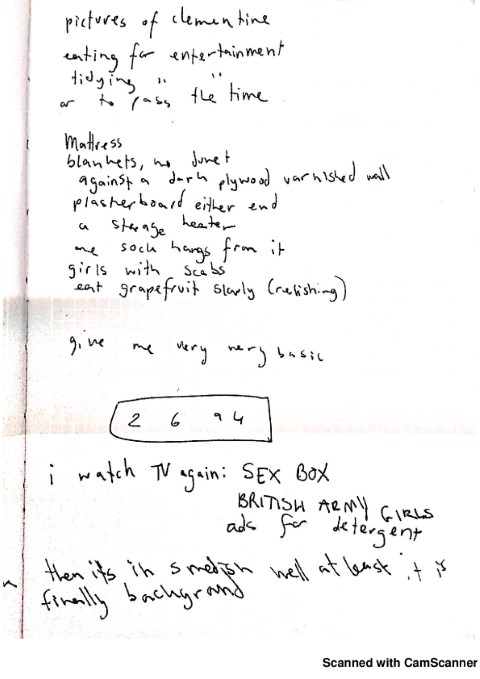 pictures of clementine
eating for entertainment
tidying " "
or to pass the time
Mattress
blankets, no duvet
against a dark plywood varnished wall
plasterboard either end
a storage heater
one sock hangs from it
girls with scabs
eat grapefruit slowly (relishing)
give me very very basic
2 6 9 4
i watch TV again: SEX BOX
BRITISH ARMY GIRLS
ads for detergent
then its in swedish well at least it is
finally background
Scanned with CamScanner